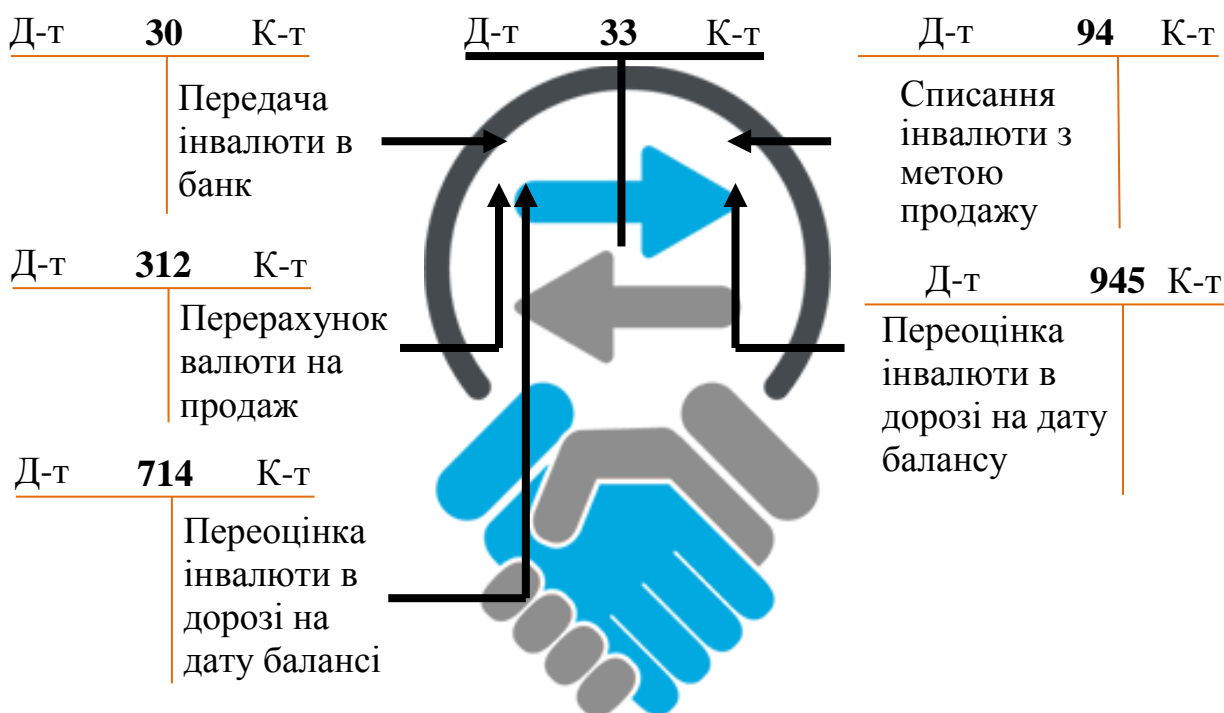 Д-т 30 К-т
Передача
інвалюти в
банк
Д-т 312 К-т
Перерахунок
валюти на
продаж
Д-т 714 К-т
Переоцінка
інвалюти в
дорозі на
дату балансі
Д-т 33 К-т
Д-т 94 К-т
Списання
інвалюти з
метою
продажу
Д-т 945 К-т
Переоцінка
інвалюти в
дорозі на дату
балансу